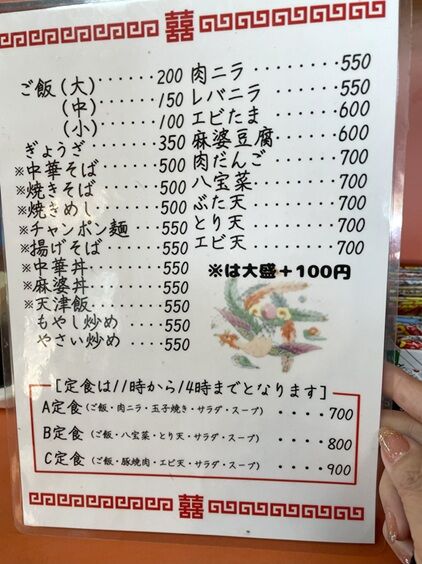 囍
ご飯(大)・・・・・・200
(中)・・・・・・150
(小)・・・・・・100
ぎょうざ・・・・・・350
※中華そば・・・・・・500
※焼きそば・・・・・・500
※焼きめし・・・・・・500
※チャンポン麺・・・550
※揚げそば・・・・・550
※中華丼・・・・・・550
※麻婆丼・・・・・・550
※天津飯・・・・・・550
もやし炒め・・・・550
やさい炒め・・・・550
肉ニラ・・・・・・・・550
レバニラ・・・・・・・550
エビたま・・・・・・・600
麻婆豆腐・・・・・・・600
肉だんご・・・・・・・700
八宝菜・・・・・・・・700
ぶた天・・・・・・・・700
とり天・・・・・・・・700
エビ天・・・・・・・・700
※は大盛+100円
[定食は11時から14時までとなります]
A定食(ご飯・肉ニラ・玉子焼き・サラダ・スープ)・・・・700
B定食(ご飯・八宝菜・とり天・サラダ・スープ)・・・・800
C定食(ご飯・豚焼肉・エビ天・サラダ・スープ)・・・・900
囍